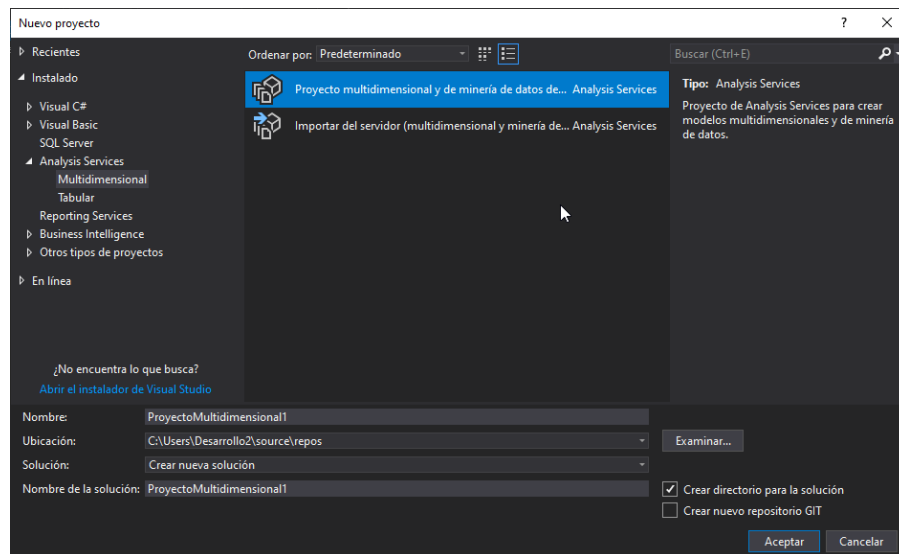 Nuevo proyecto
Recientes
Instalado
Visual C#
Visual Basic
SQL Server
Analysis Services
Multidimensional
Tabular
Reporting Services
Business Intelligence
Otros tipos de proyectos
En línea
¿No encuentra lo que busca?
Abrir el instalador de Visual Studio
Ordenar por: Predeterminado
Proyecto multidimensional y de minería de datos de... Analysis Services
Importar del servidor (multidimensional y minería de... Analysis Services
Buscar (Ctrl+E)
Tipo: Analysis Services
Proyecto de Analysis Services para crear
modelos multidimensionales y de minería
de datos.
Nombre: ProyectoMultidimensional1
Ubicación: C:\Users\Desarrollo2\source\repos
Examinar...
Solución: Crear nueva solución
Nombre de la solución: ProyectoMultidimensional1
Crear directorio para la solución
Crear nuevo repositorio GIT
Aceptar Cancelar